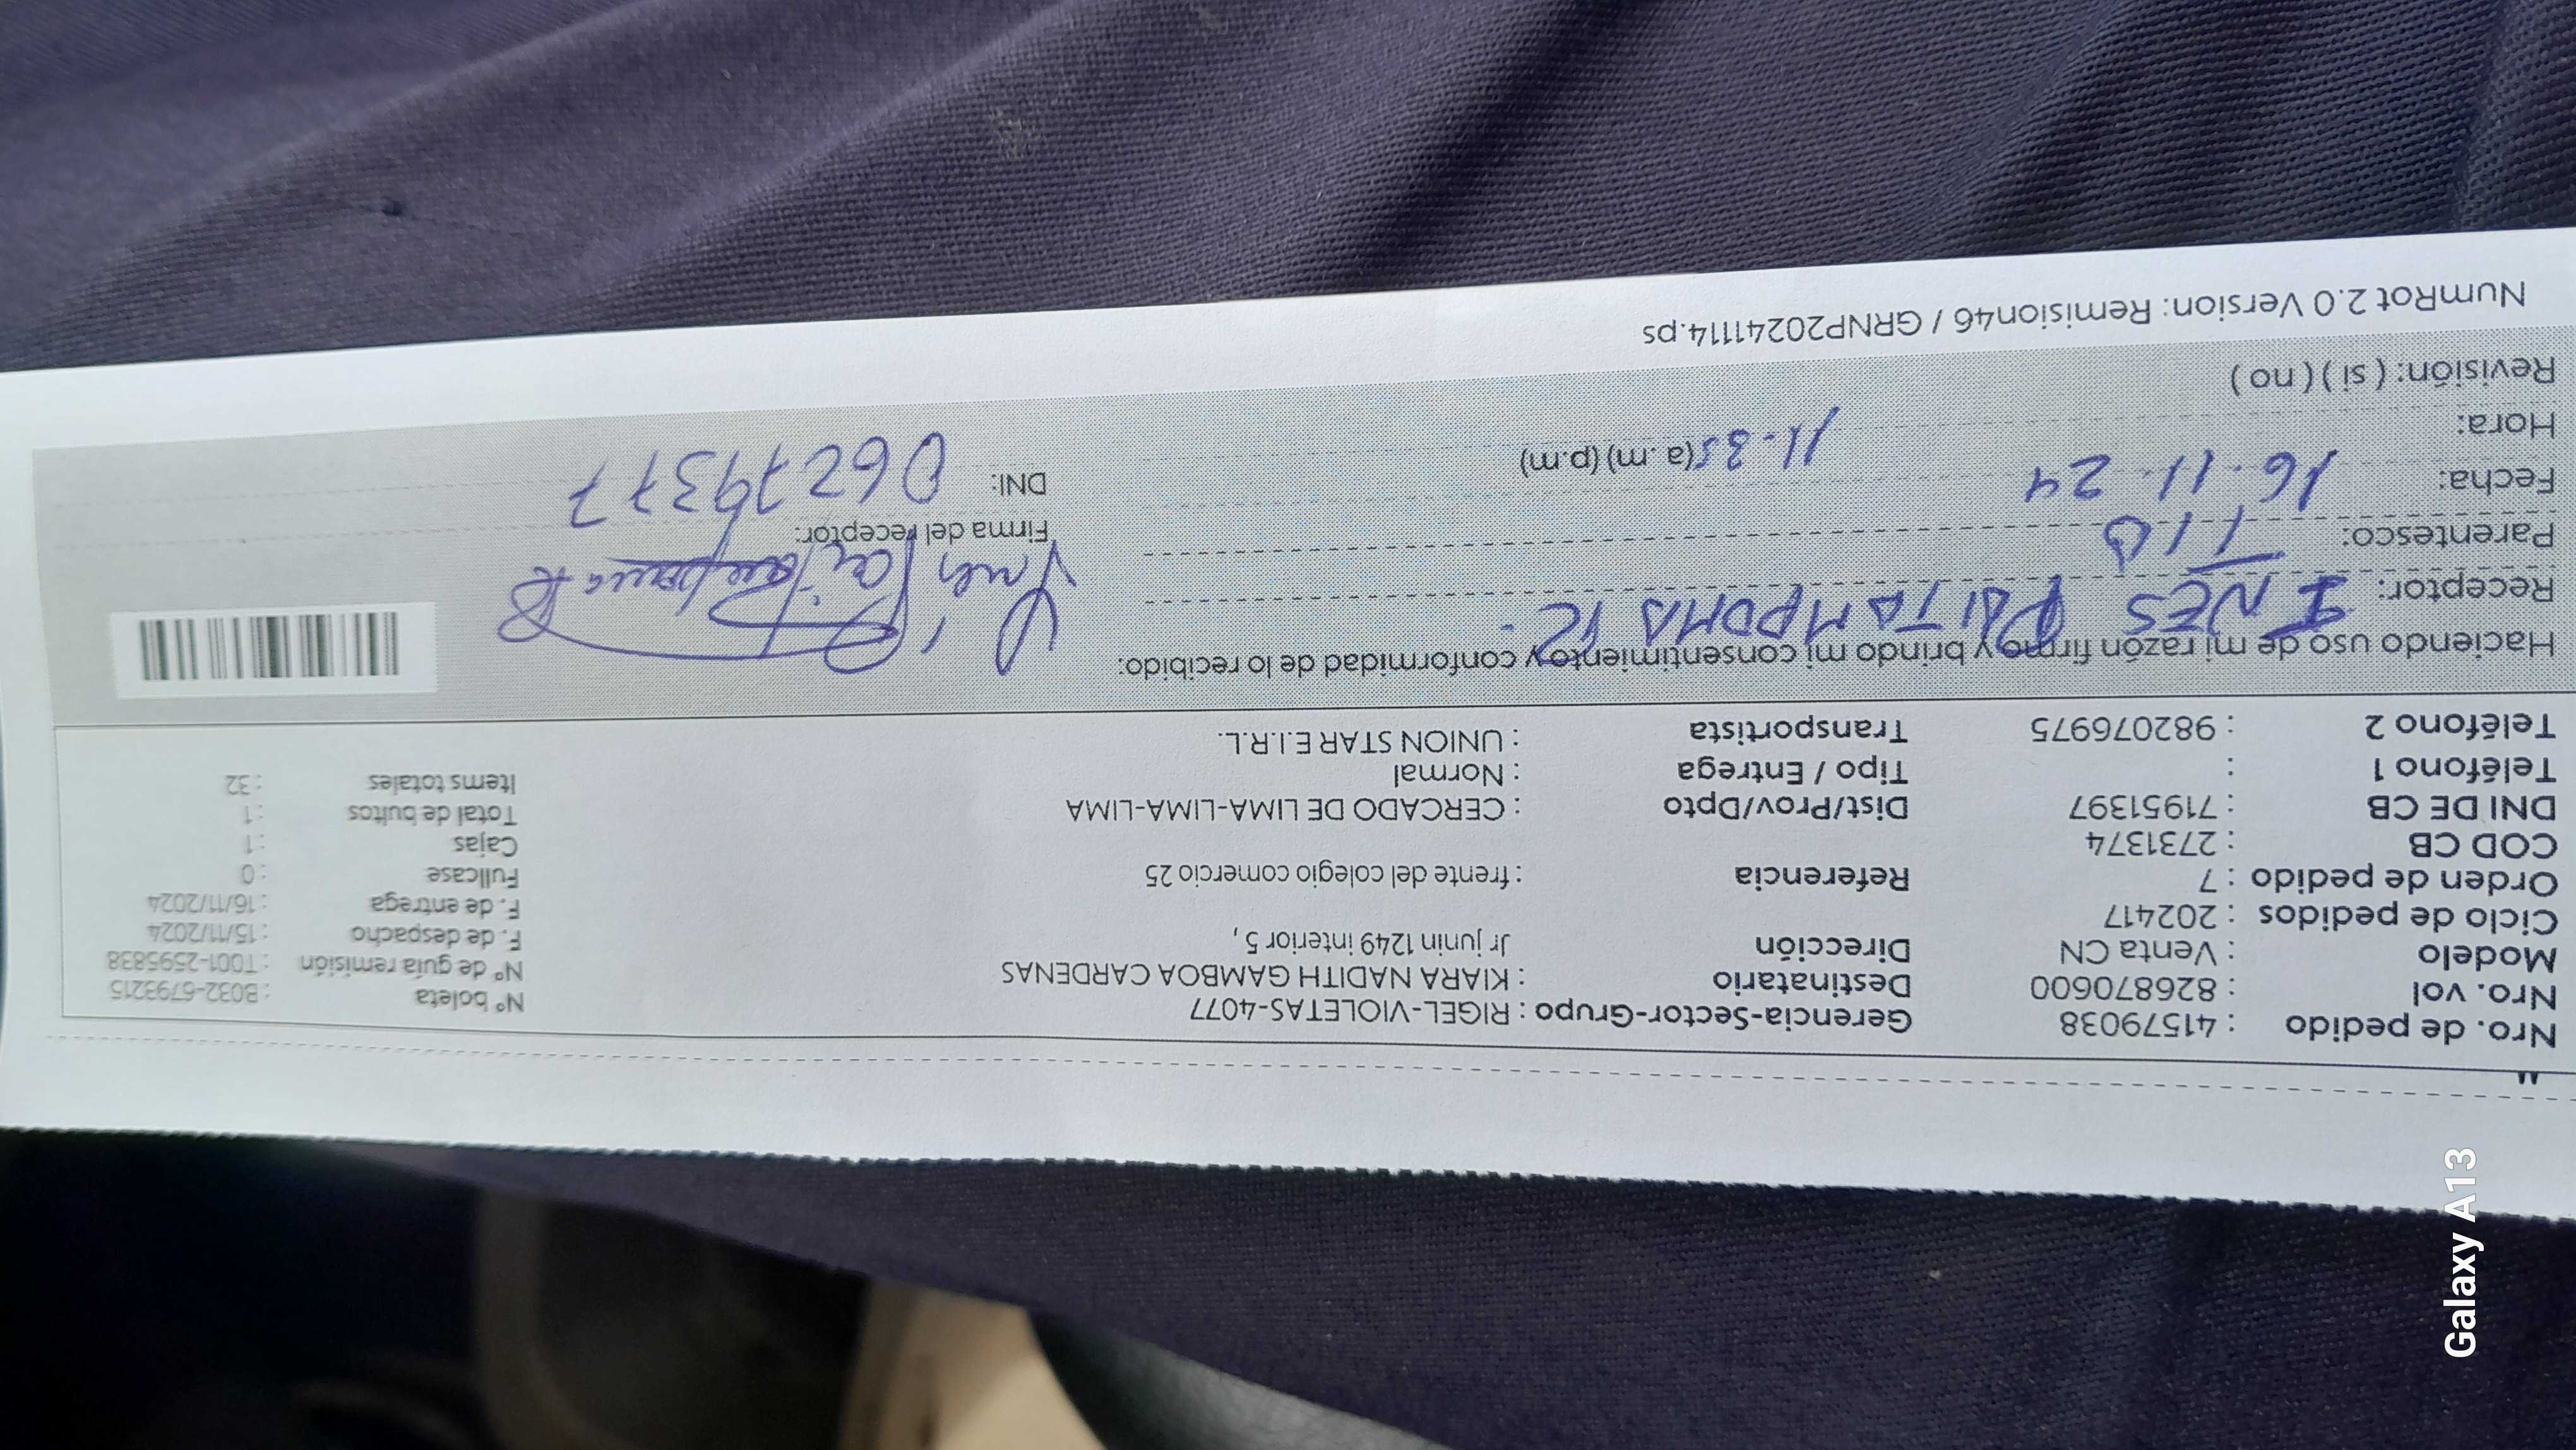 Nro. de pedido : 41579038 Gerencia-Sector-Grupo : RIGEL-VIOLETAS-4077 N° boleta : B032-6793215
Nro. vol : 826870600 Destinatario : KIARA NADITH GAMBOA CARDENAS N° de guía remisión : T001-2595838
Modelo : Venta CN Dirección Jr junin 1249 interior 5 , F. de despacho : 15/11/2024
Ciclo de pedidos : 202417 F. de entrega : 16/11/2024
Orden de pedido : 7 Referencia : frente del colegio comercio 25 Fullcase : 0
COD CB : 2731374 Cajas : 1
DNI DE CB : 71951397 Dist/Prov/Dpto : CERCADO DE LIMA-LIMA-LIMA Total de bultos : 1
Teléfono 1 : Tipo / Entrega : Normal Items totales : 32
Teléfono 2 : 982076975 Transportista : UNION STAR E.I.R.L.
Haciendo uso de mi razón firmo y brindo mi consentimiento y conformidad de lo recibido:
Receptor: INES
Parentesco: TIO Firma del receptor:
Fecha: 16.11.24 DNI: 06279377
Hora: 11.35 (a. m) (p.m)
Revisión: ( si ) ( no )
NumRot 2.0 Version: Remision46 / GRNP20241114.ps
Galaxy A13